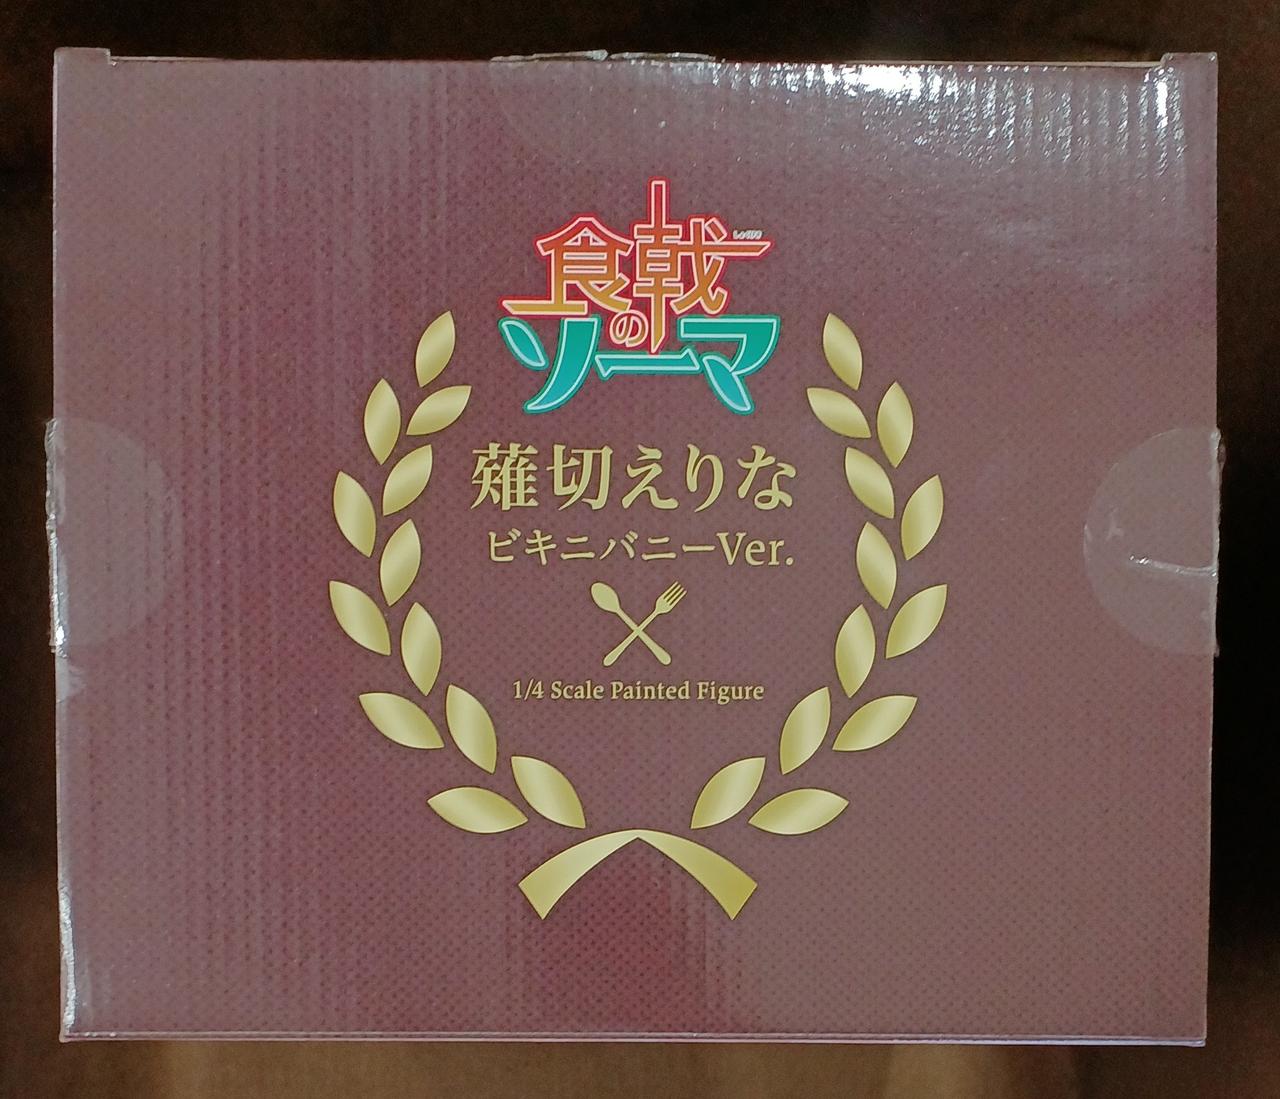 食戟の
ソーマ
薙切えりな
ビキニバニーVer.
1/4 Scale Painted Figure